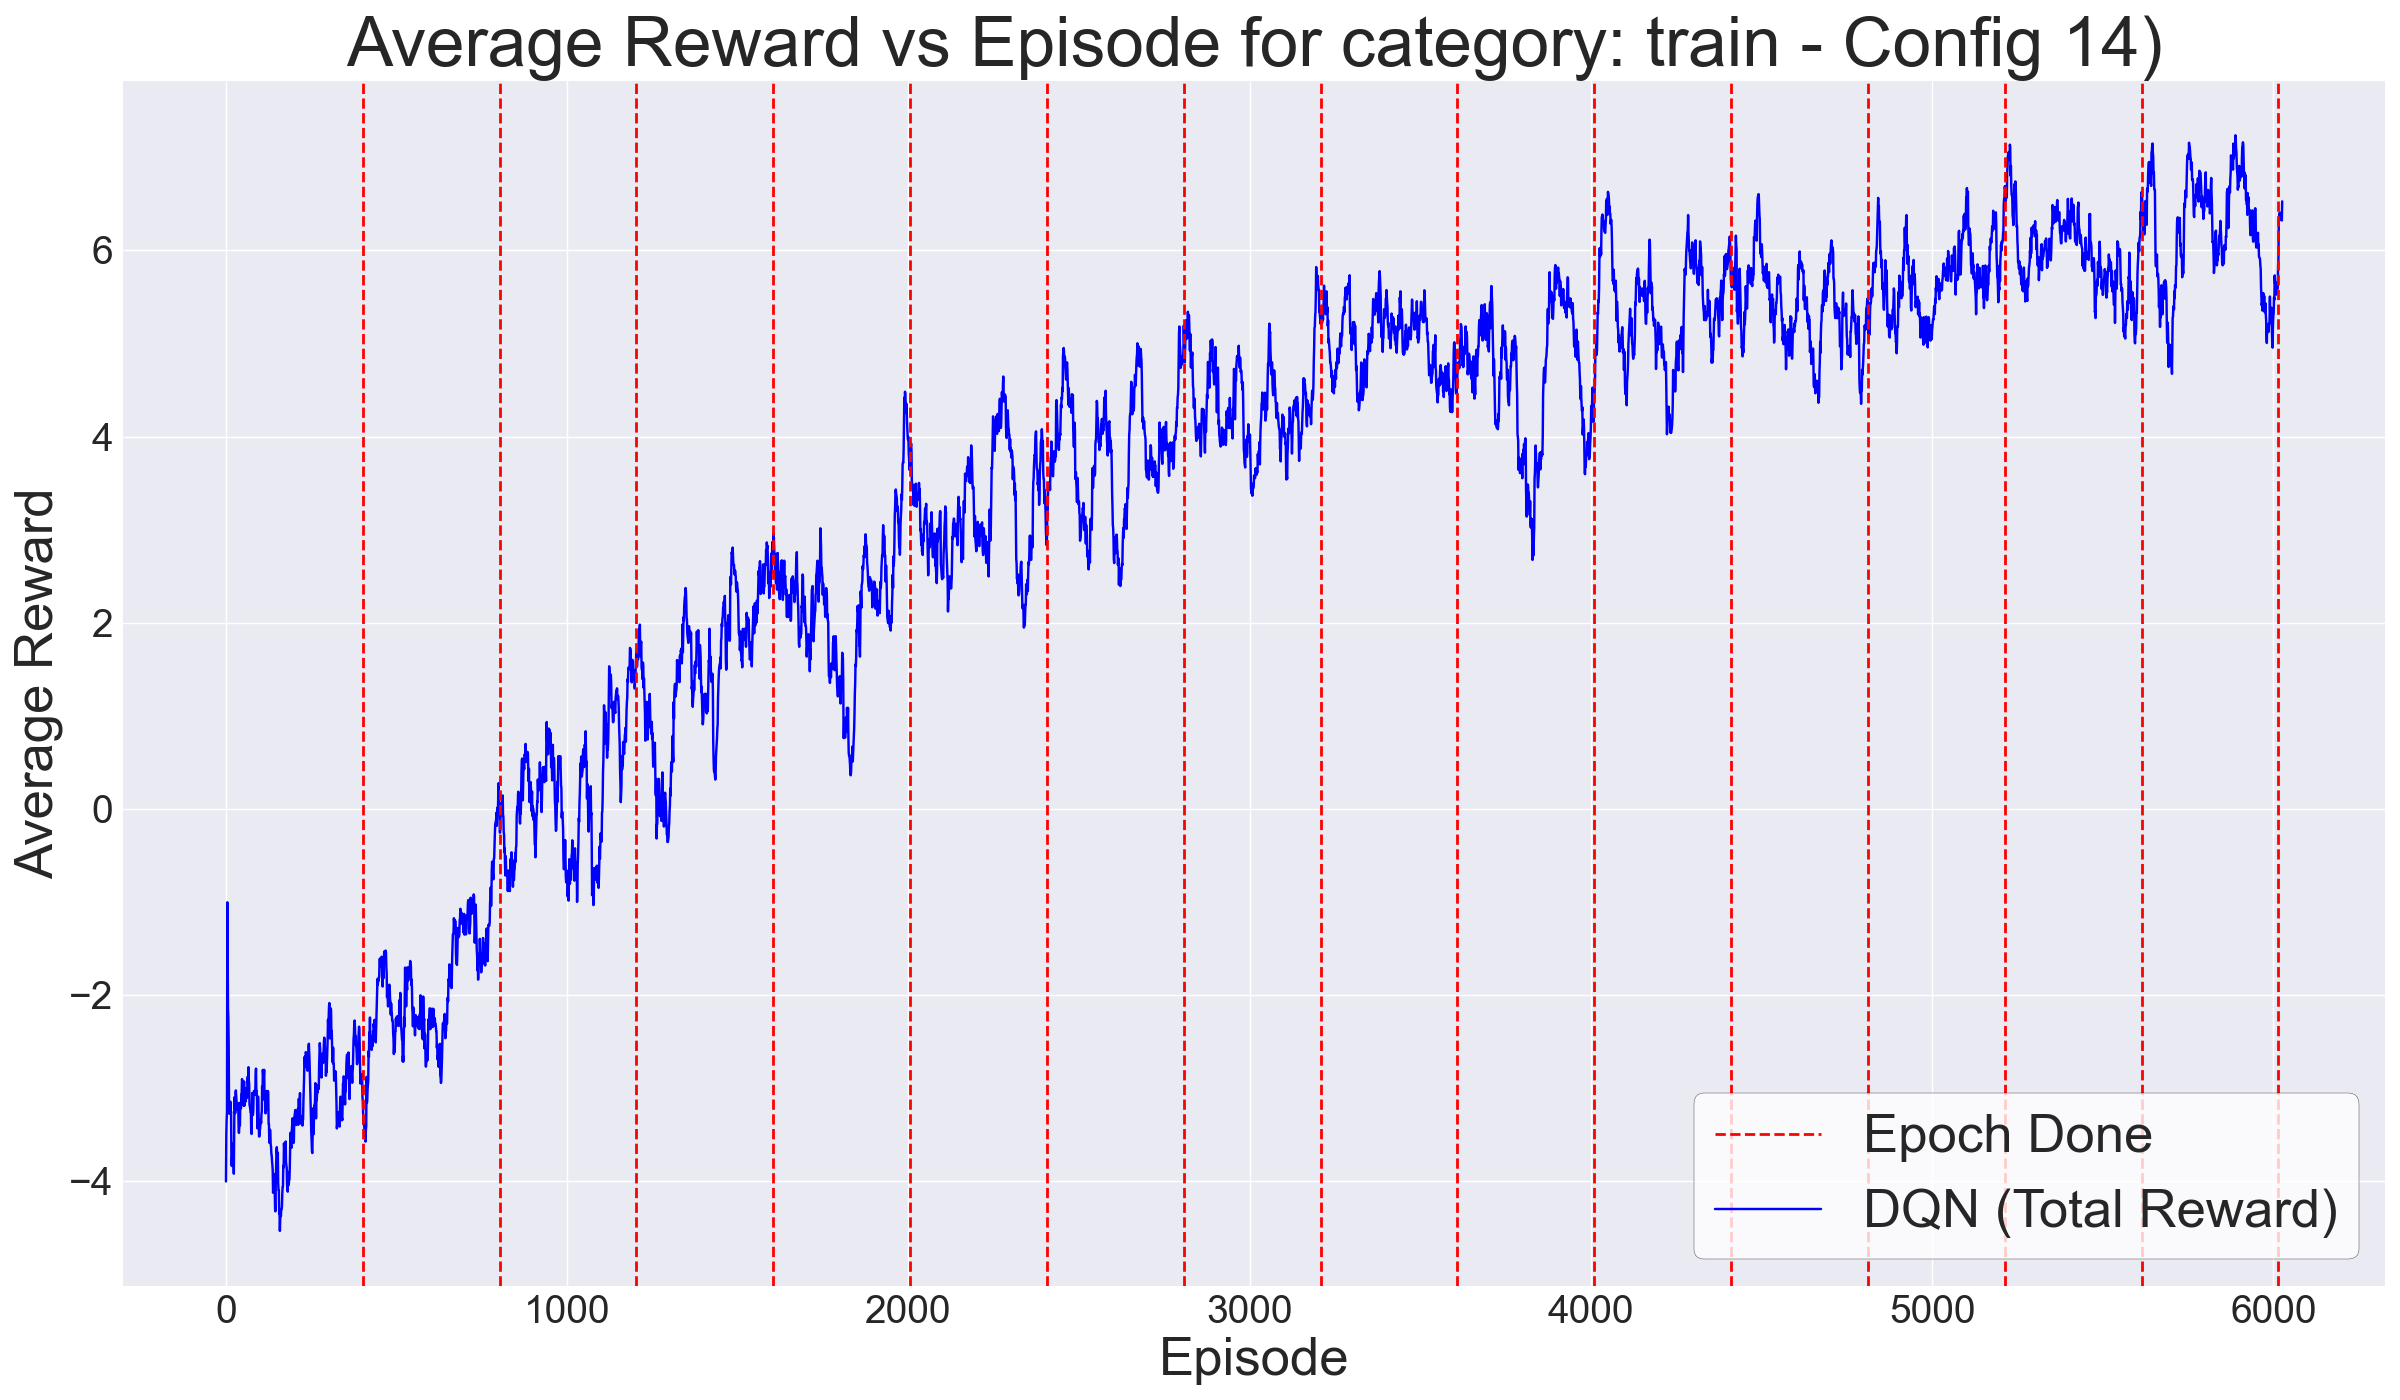 Average Reward vs Episode for category: train - Config 14)
Average Reward
6
4
2
0
−2
−4
Epoch Done
DQN (Total Reward)
0 1000 2000 3000 4000 5000 6000
Episode